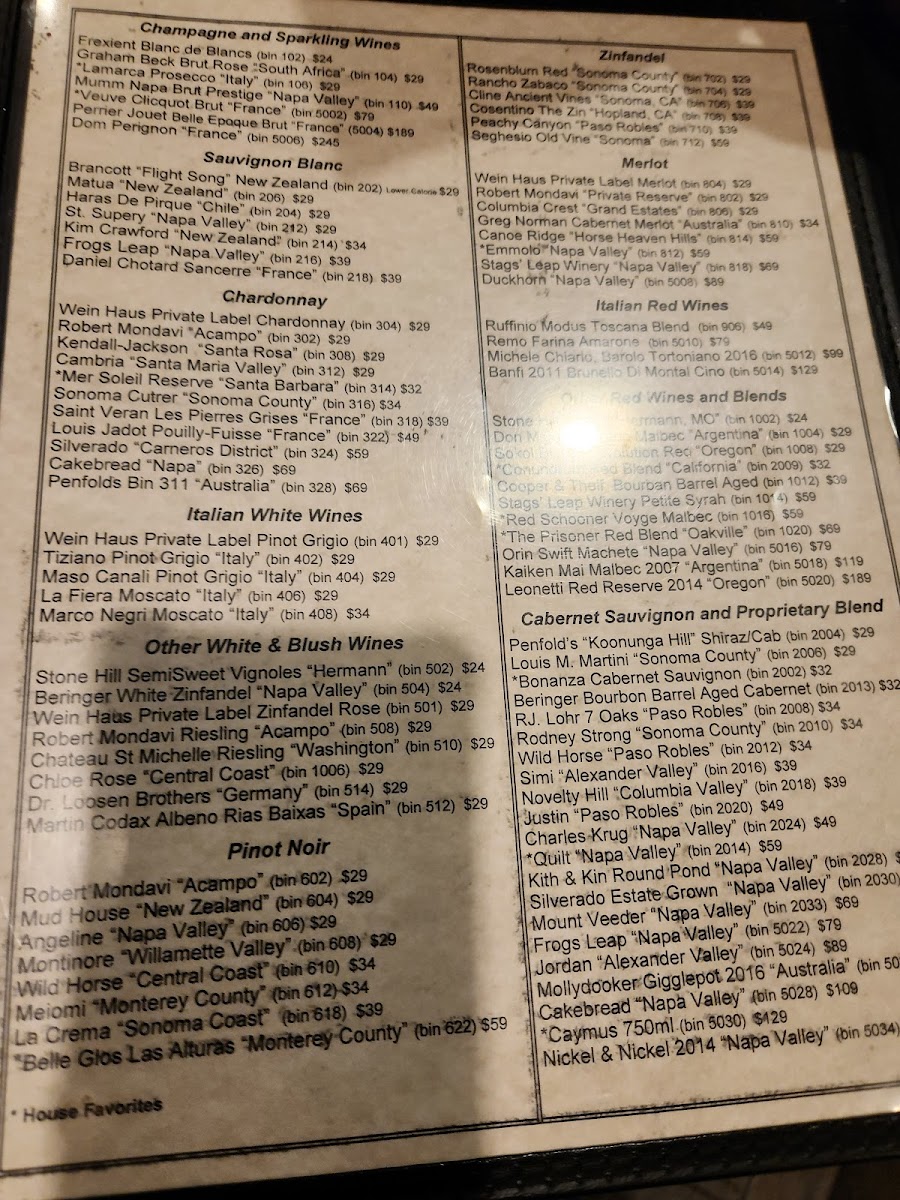 Champagne and Sparkling Wines
Frexient Blanc de Blancs (bin 102) $24
Graham Beck Brut Rose "South Africa" (bin 104) $29
*Lamarca Prosecco "Italy" (bin 106) $29
Mumm Napa Brut Prestige "Napa Valley" (bin 110) $49
*Veuve Clicquot Brut "France" (bin 5002) $79
Perrier Jouet Belle Epoque Brut "France" (5004) $189
Dom Perignon "France" (bin 5006) $245
Sauvignon Blanc
Brancott "Flight Song" New Zealand (bin 202) Lower Calorie $29
Matua "New Zealand" (bin 206) $29
Haras De Pirque "Chile" (bin 204) $29
St. Supery "Napa Valley" (bin 212) $29
Kim Crawford "New Zealand" (bin 214) $34
Frogs Leap "Napa Valley" (bin 216) $39
Daniel Chotard Sancerre "France" (bin 218) $39
Chardonnay
Wein Haus Private Label Chardonnay (bin 304) $29
Robert Mondavi "Acampo" (bin 302) $29
Kendall-Jackson "Santa Rosa" (bin 308) $29
Cambria "Santa Maria Valley" (bin 312) $29
*Mer Soleil Reserve "Santa Barbara" (bin 314) $32
Sonoma Cutrer "Sonoma County" (bin 316) $34
Saint Veran Les Pierres Grises "France" (bin 318) $39
Louis Jadot Pouilly-Fuisse "France" (bin 322) $49
Silverado "Carneros District" (bin 324) $59
Cakebread "Napa" (bin 326) $69
Penfolds Bin 311 "Australia" (bin 328) $69
Italian White Wines
Wein Haus Private Label Pinot Grigio (bin 401) $29
Tiziano Pinot Grigio "Italy" (bin 402) $29
Maso Canali Pinot Grigio "Italy" (bin 404) $29
La Fiera Moscato "Italy" (bin 406) $29
Marco Negri Moscato "Italy" (bin 408) $34
Other White & Blush Wines
Stone Hill SemiSweet Vignoles "Hermann" (bin 502) $24
Beringer White Zinfandel "Napa Valley" (bin 504) $24
Wein Haus Private Label Zinfandel Rose (bin 501) $29
Robert Mondavi Riesling "Acampo" (bin 508) $29
Chateau St Michelle Riesling "Washington" (bin 510) $29
Chloe Rose "Central Coast" (bin 1006) $29
Dr. Loosen Brothers "Germany" (bin 514) $29
Martin Codax Albeno Rias Baixas "Spain" (bin 512) $29
Pinot Noir
Robert Mondavi "Acampo" (bin 602) $29
Mud House "New Zealand" (bin 604) $29
Angeline "Napa Valley" (bin 606) $29
Montinore "Willamette Valley" (bin 608) $29
Wild Horse "Central Coast" (bin 610) $34
Meiomi "Monterey County" (bin 612) $34
La Crema "Sonoma Coast" (bin 618) $39
*Belle Glos Las Alturas "Monterey County" (bin 622) $59
* House Favorites
Zinfandel
Rosenblum Red "Sonoma County" (bin 702) $29
Rancho Zabaco "Sonoma County" (bin 704) $29
Cline Ancient Vines "Sonoma, CA" (bin 706) $39
Cosentino The Zin "Hopland, CA" (bin 708) $39
Peachy Canyon "Paso Robles" (bin 710) $39
Seghesio Old Vine "Sonoma" (bin 712) $59
Merlot
Wein Haus Private Label Merlot (bin 804) $29
Robert Mondavi "Private Reserve" (bin 802) $29
Columbia Crest "Grand Estates" (bin 806) $29
Greg Norman Cabernet Merlot "Australia" (bin 810) $34
Canoe Ridge "Horse Heaven Hills" (bin 814) $59
*Emmolo "Napa Valley" (bin 812) $59
Stags' Leap Winery "Napa Valley" (bin 818) $69
Duckhorn "Napa Valley" (bin 5008) $89
Italian Red Wines
Ruffinio Modus Toscana Blend (bin 906) $49
Remo Farina Amarone (bin 5010) $79
Michele Chiarlo, Barolo Tortoniano 2016 (bin 5012) $99
Banfi 2011 Brunello Di Montal Cino (bin 5014) $129
Red Wines and Blends
Stone MO" (bin 1002) $24
Don Malbec "Argentina" (bin 1004) $29
Red "Oregon" (bin 1008) $29
Blend "California" (bin 2009) $32
Cooper & Thief, Bourban Barrel Aged (bin 1012) $39
Stags' Leap Winery Petite Syrah (bin 1014) $59
*Red Schooner Voyge Malbec (bin 1016) $59
*The Prisoner Red Blend "Oakville" (bin 1020) $69
Orin Swift Machete "Napa Valley" (bin 5016) $79
Kaiken Mai Malbec 2007 "Argentina" (bin 5018) $119
Leonetti Red Reserve 2014 "Oregon" (bin 5020) $189
Cabernet Sauvignon and Proprietary Blend
Penfold's "Koonunga Hill" Shiraz/Cab (bin 2004) $29
Louis M. Martini "Sonoma County" (bin 2006) $29
*Bonanza Cabernet Sauvignon (bin 2002) $32
Beringer Bourbon Barrel Aged Cabernet (bin 2013) $32
RJ. Lohr 7 Oaks "Paso Robles" (bin 2008) $34
Rodney Strong "Sonoma County" (bin 2010) $34
Wild Horse "Paso Robles" (bin 2012) $34
Simi "Alexander Valley" (bin 2016) $39
Novelty Hill "Columbia Valley" (bin 2018) $39
Justin "Paso Robles" (bin 2020) $49
Charles Krug "Napa Valley" (bin 2024) $49
*Quilt "Napa Valley" (bin 2014) $59
Kith & Kin Round Pond "Napa Valley" (bin 2028)
Silverado Estate Grown "Napa Valley" (bin 2030)
Mount Veeder "Napa Valley" (bin 2033) $69
Frogs Leap "Napa Valley" (bin 5022) $79
Jordan "Alexander Valley" (bin 5024) $89
Mollydooker Gigglepot 2016 "Australia" (bin 50
Cakebread "Napa Valley" (bin 5028) $109
*Caymus 750ml (bin 5030) $129
Nickel & Nickel 2014 "Napa Valley" (bin 5034)